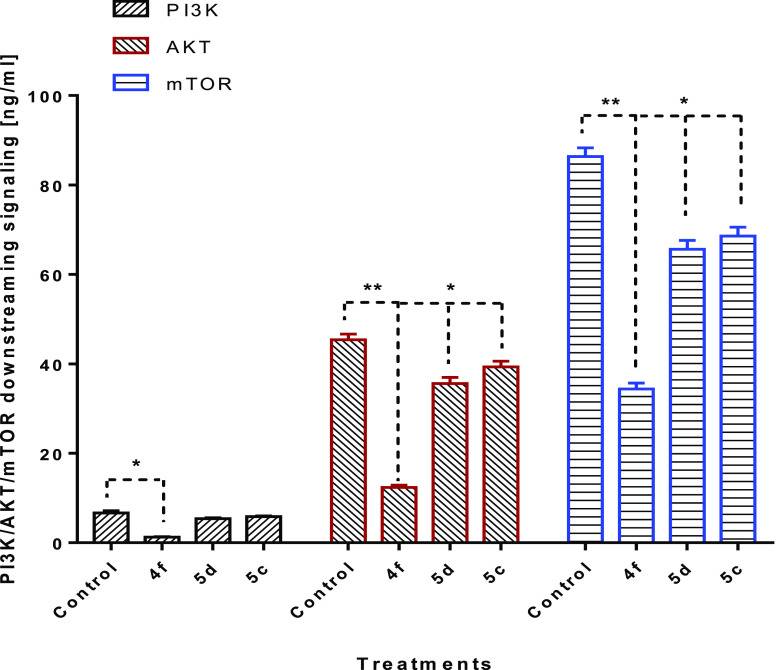 PI3K
AKT
mTOR
PI3K/AKT/mTOR downstreaming signaling [ng/ml]
100
80
60
40
20
0
*
**
*
**
*
Control
4f
5d
5c
Control
4f
5d
5c
Control
4f
5d
5c
Treatments